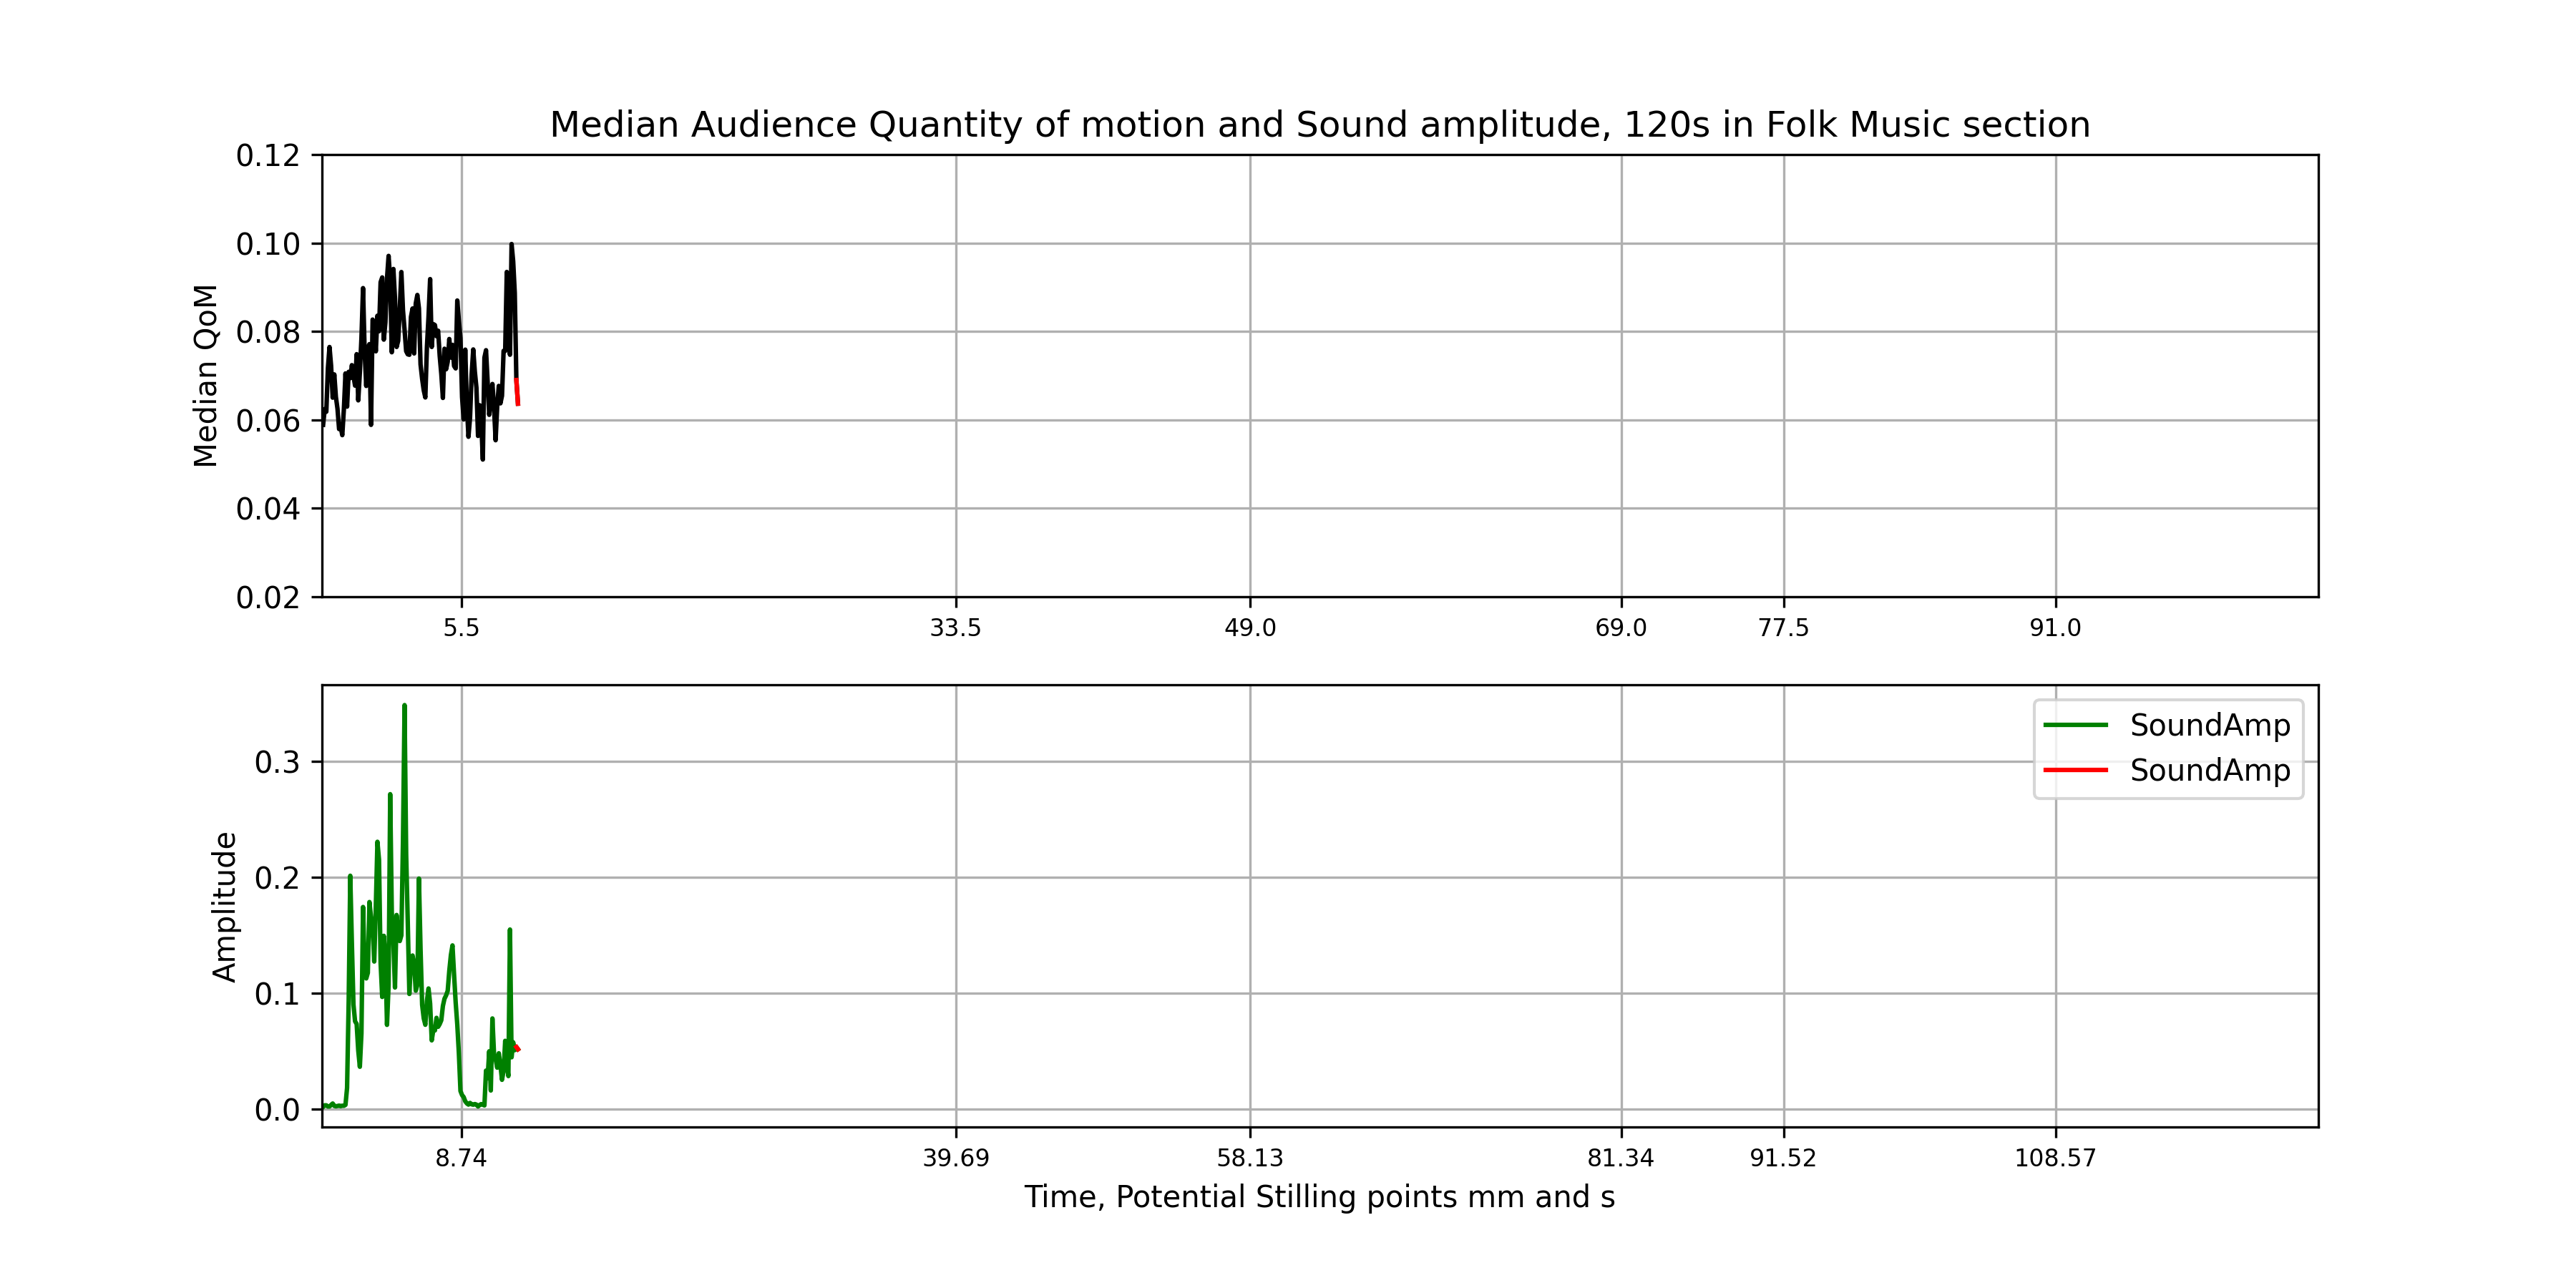 Median Audience Quantity of motion and Sound amplitude, 120s in Folk Music section
0.12
0.10
0.08
0.06
0.04
0.02
Median QoM
5.5 33.5 49.0 69.0 77.5 91.0
SoundAmp
SoundAmp
0.3
0.2
0.1
0.0
Amplitude
8.74 39.69 58.13 81.34 91.52 108.57
Time, Potential Stilling points mm and s